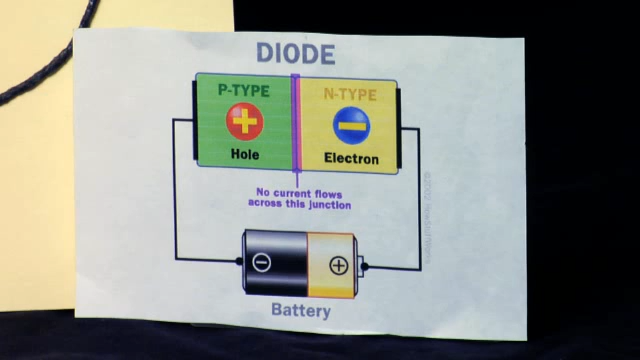 DIODE
P-TYPE
N-TYPE
Hole
Electron
No current flows
across this junction
Battery